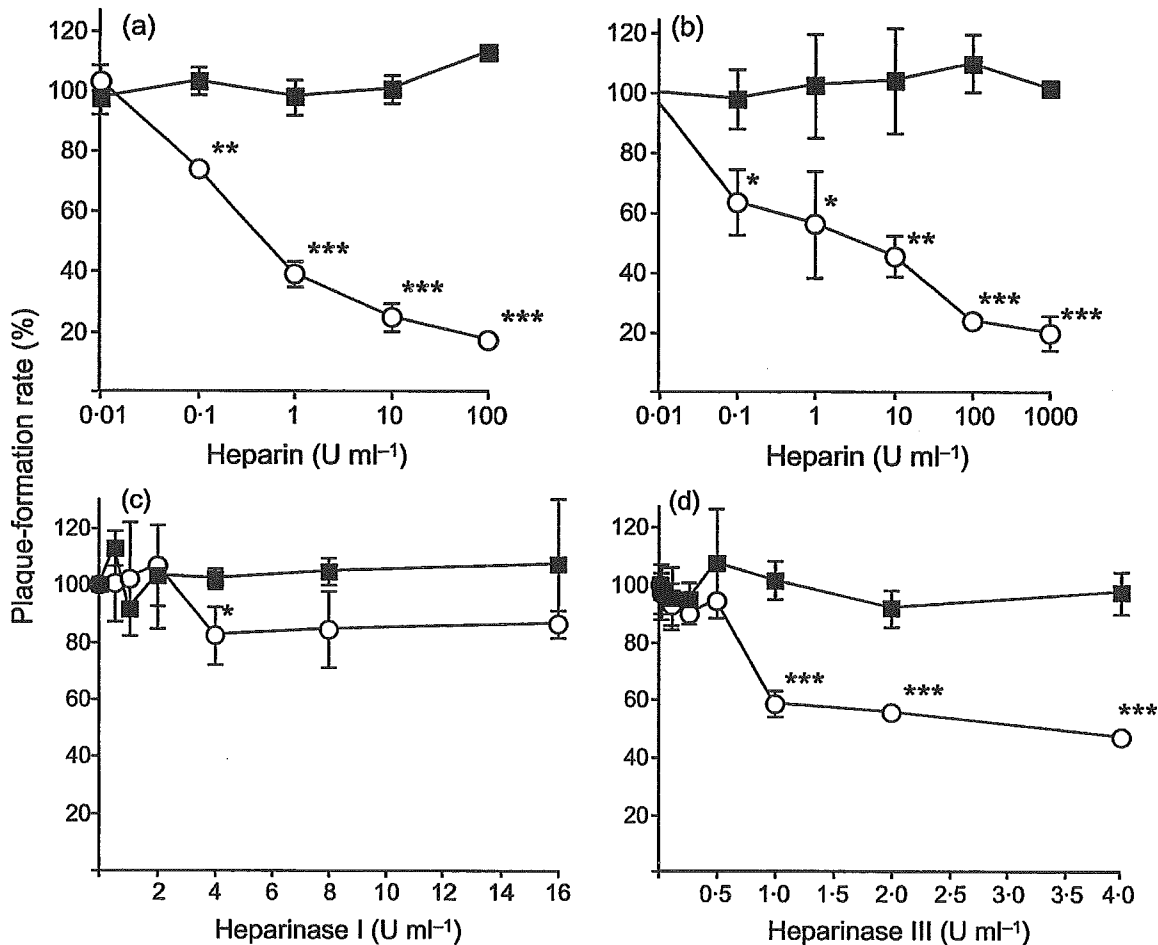 (a)
120
100
80
60
40
20
**
***
***
***
0·01 0·1 1 10 100
Heparin (U ml⁻¹)
(b)
120
100
80
60
40
20
*
*
**
***
***
0·01 0·1 1 10 100 1000
Heparin (U ml⁻¹)
Plaque-formation rate (%)
(c)
120
100
80
60
40
20
*
2 4 6 8 10 12 14 16
Heparinase I (U ml⁻¹)
(d)
120
100
80
60
40
20
***
***
***
0·5 1·0 1·5 2·0 2·5 3·0 3·5 4·0
Heparinase III (U ml⁻¹)